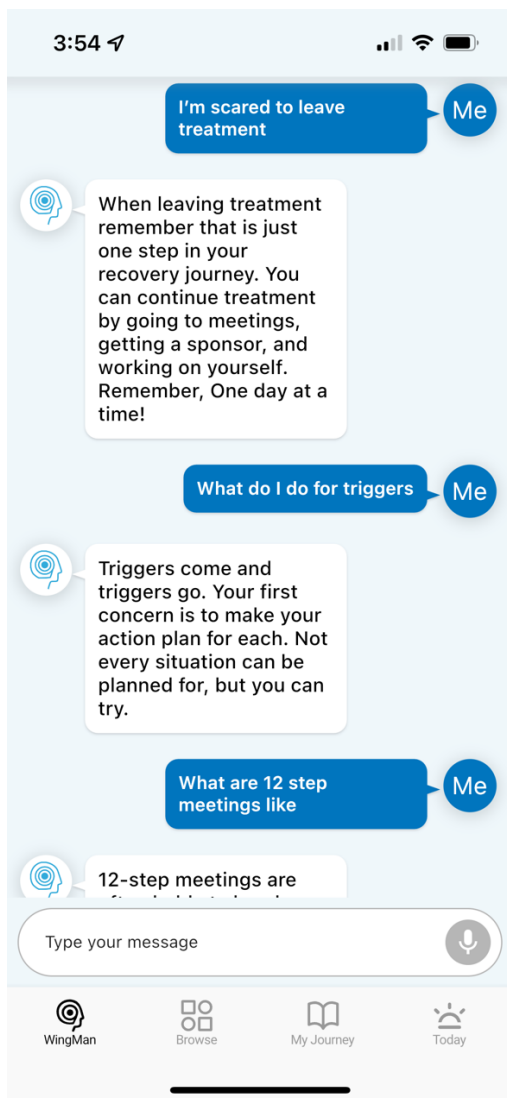 3:54
I'm scared to leave
treatment
Me
When leaving treatment
remember that is just
one step in your
recovery journey. You
can continue treatment
by going to meetings,
getting a sponsor, and
working on yourself.
Remember, One day at a
time!
What do I do for triggers
Me
Triggers come and
triggers go. Your first
concern is to make your
action plan for each. Not
every situation can be
planned for, but you can
try.
What are 12 step
meetings like
Me
12-step meetings are
Type your message
WingMan
Browse
My Journey
Today